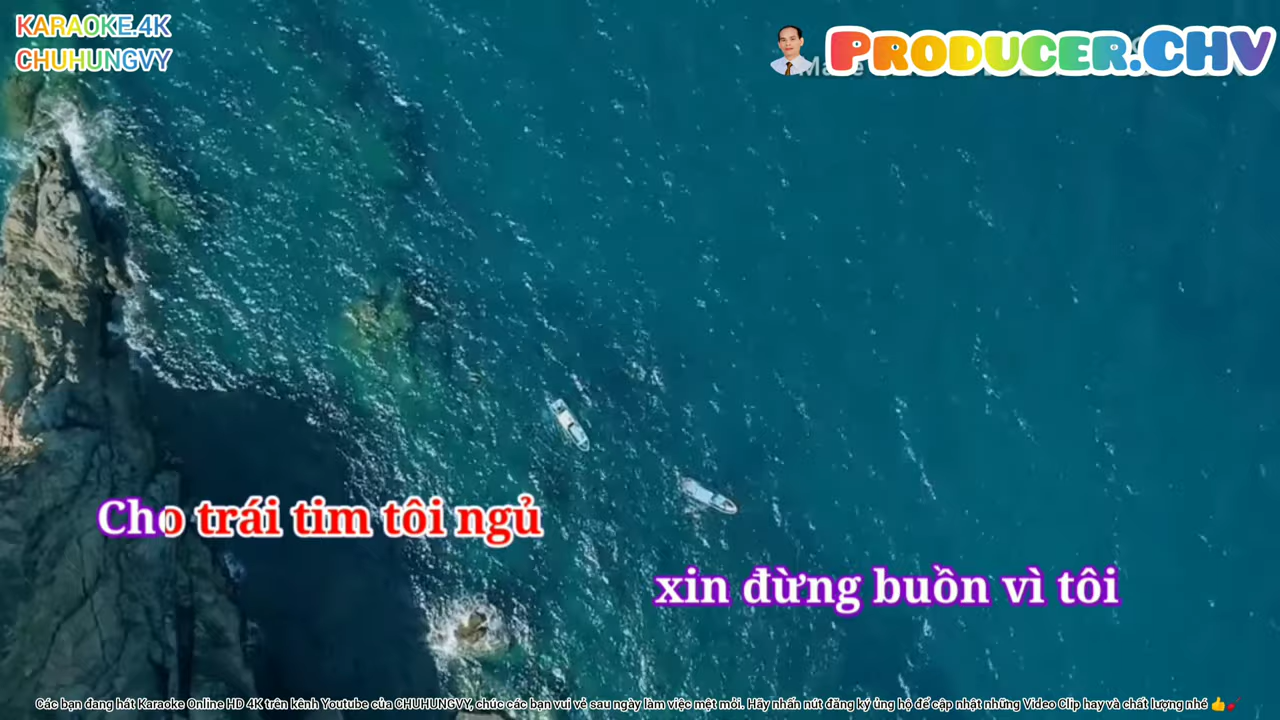 KARAOKE.4K
CHUHUNGVY
PRODUCER.CHV
Cho trái tim tôi ngủ
xin đừng buồn vì tôi
Các bạn đang hát Karaoke Online HD 4K trên kênh Youtube của CHUHUNGVY, chúc các bạn vui vẻ sau ngày làm việc mệt mỏi. Hãy nhấn nút đăng ký ủng hộ để cập nhật những Video Clip hay và chất lượng nhé 👍